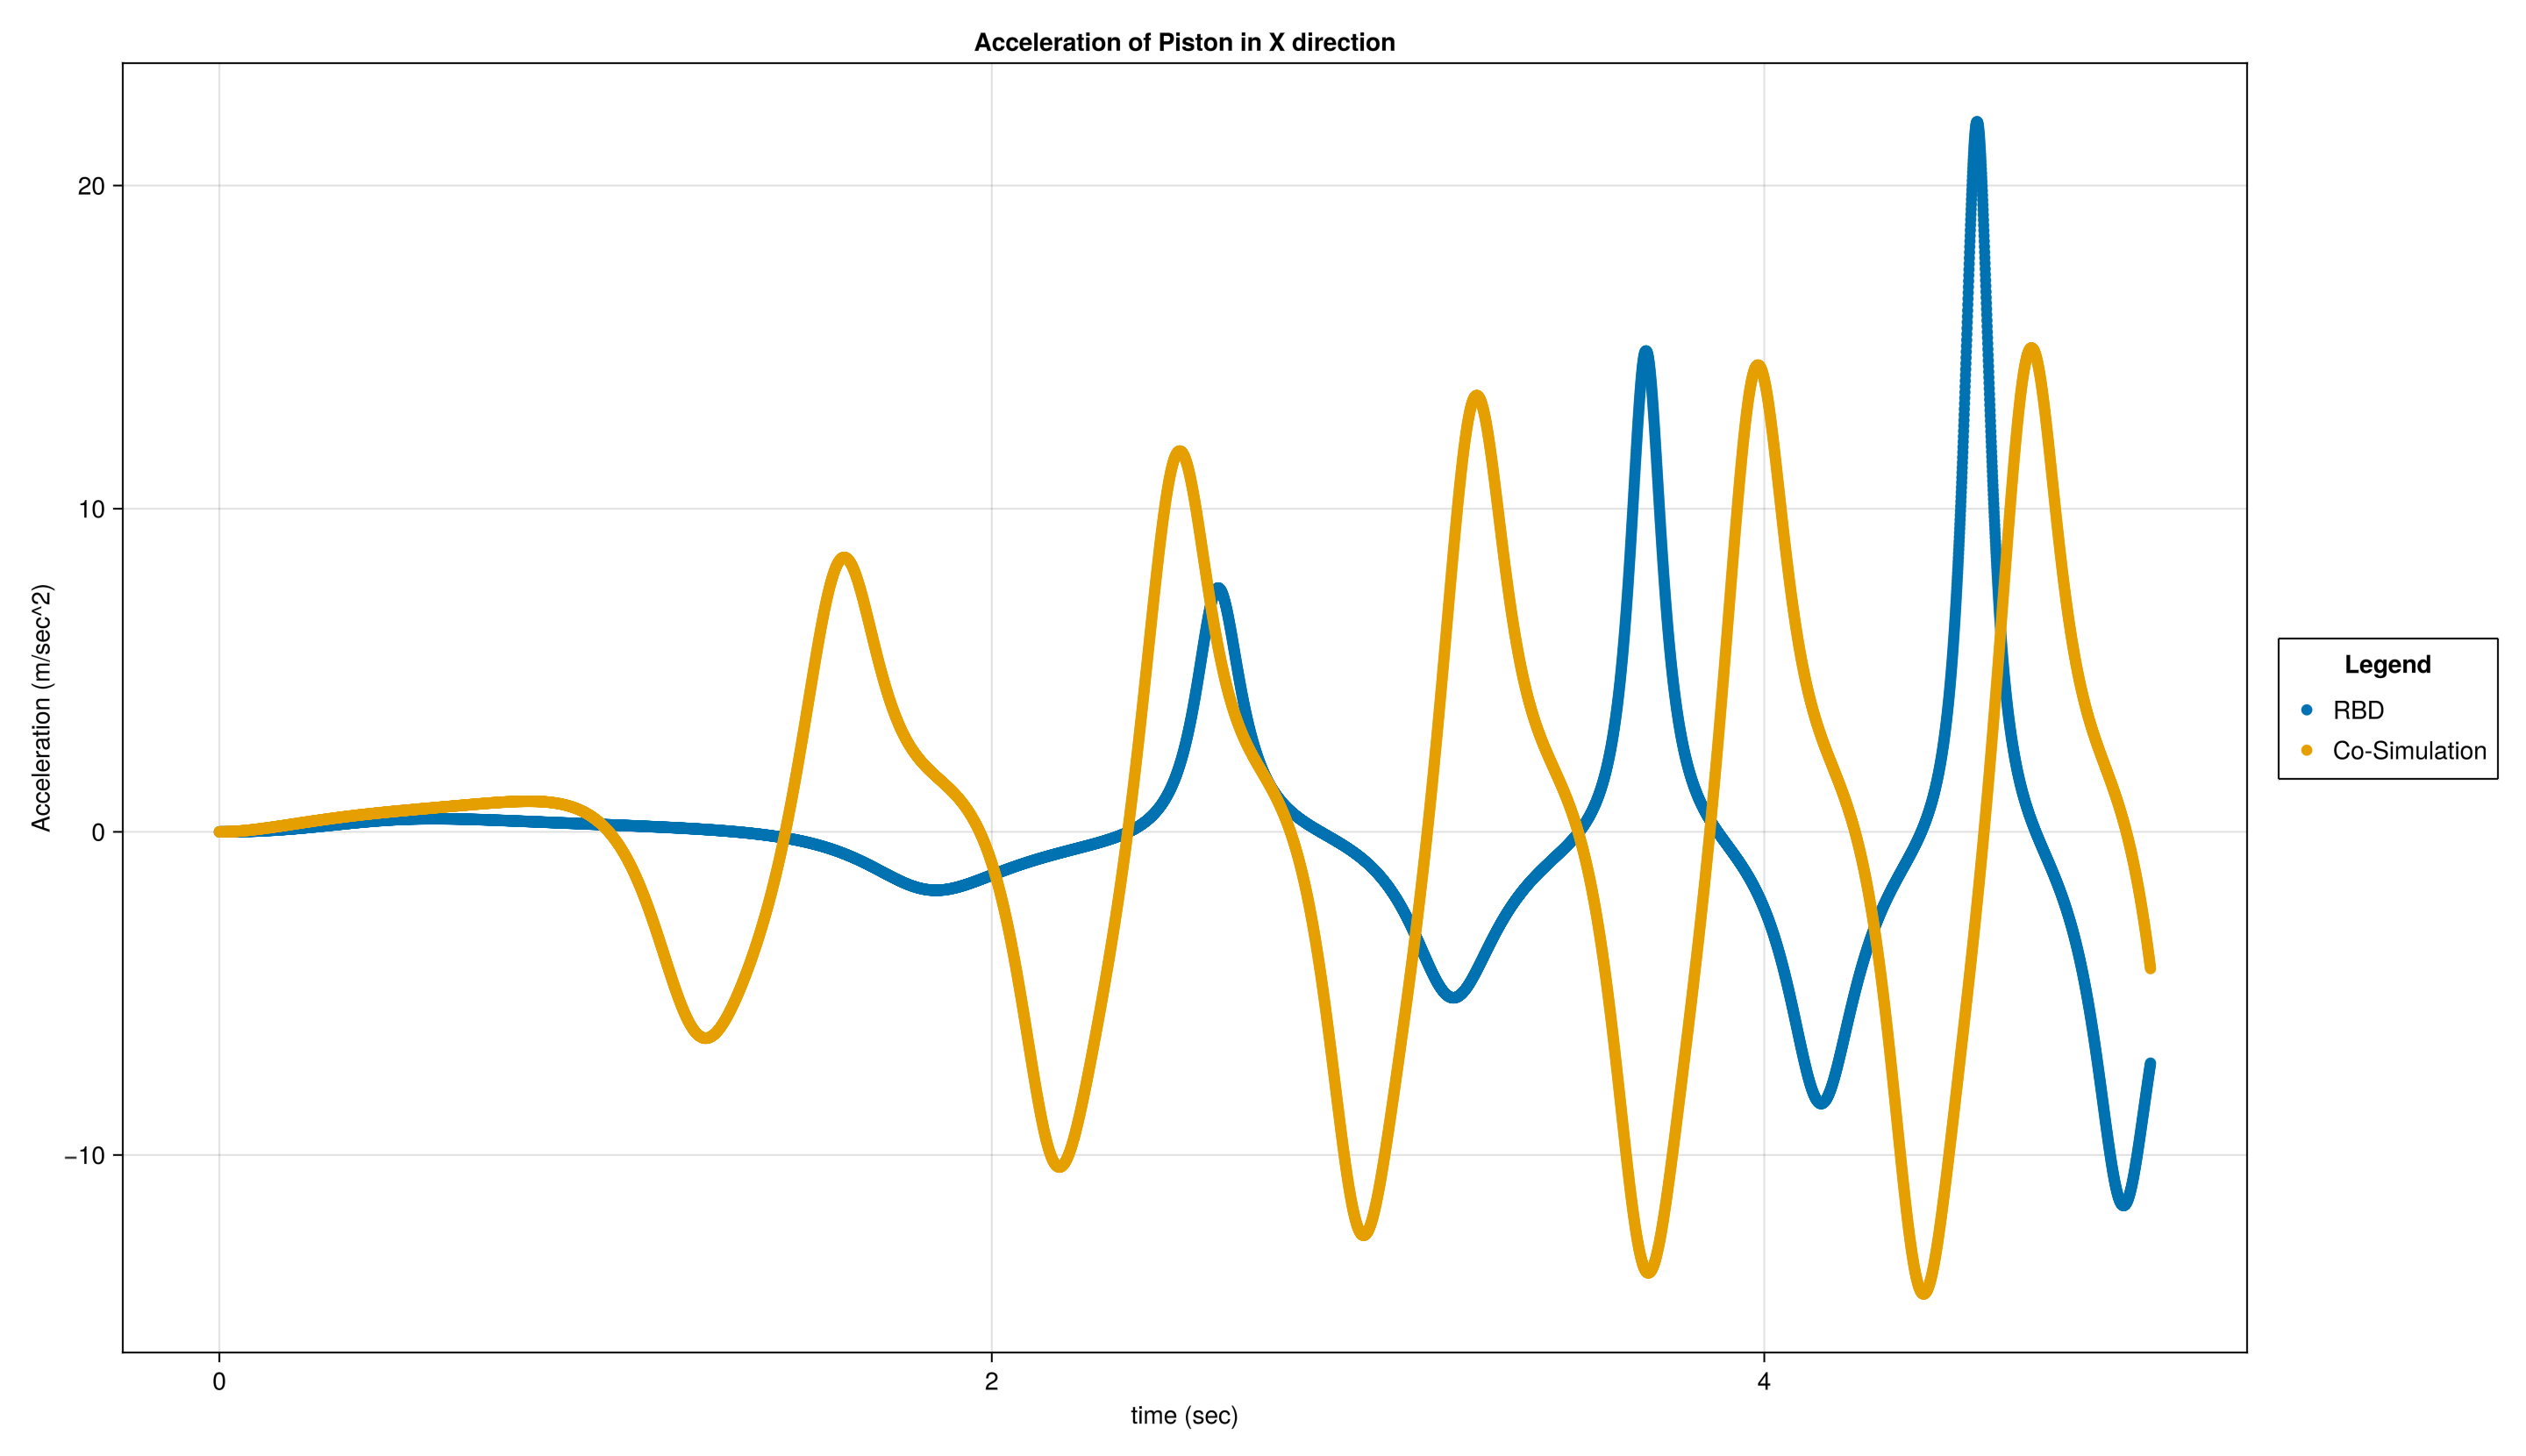 Acceleration of Piston in X direction
20
10
0
−10
Acceleration (m/sec^2)
0
2
4
time (sec)
Legend
RBD
Co-Simulation